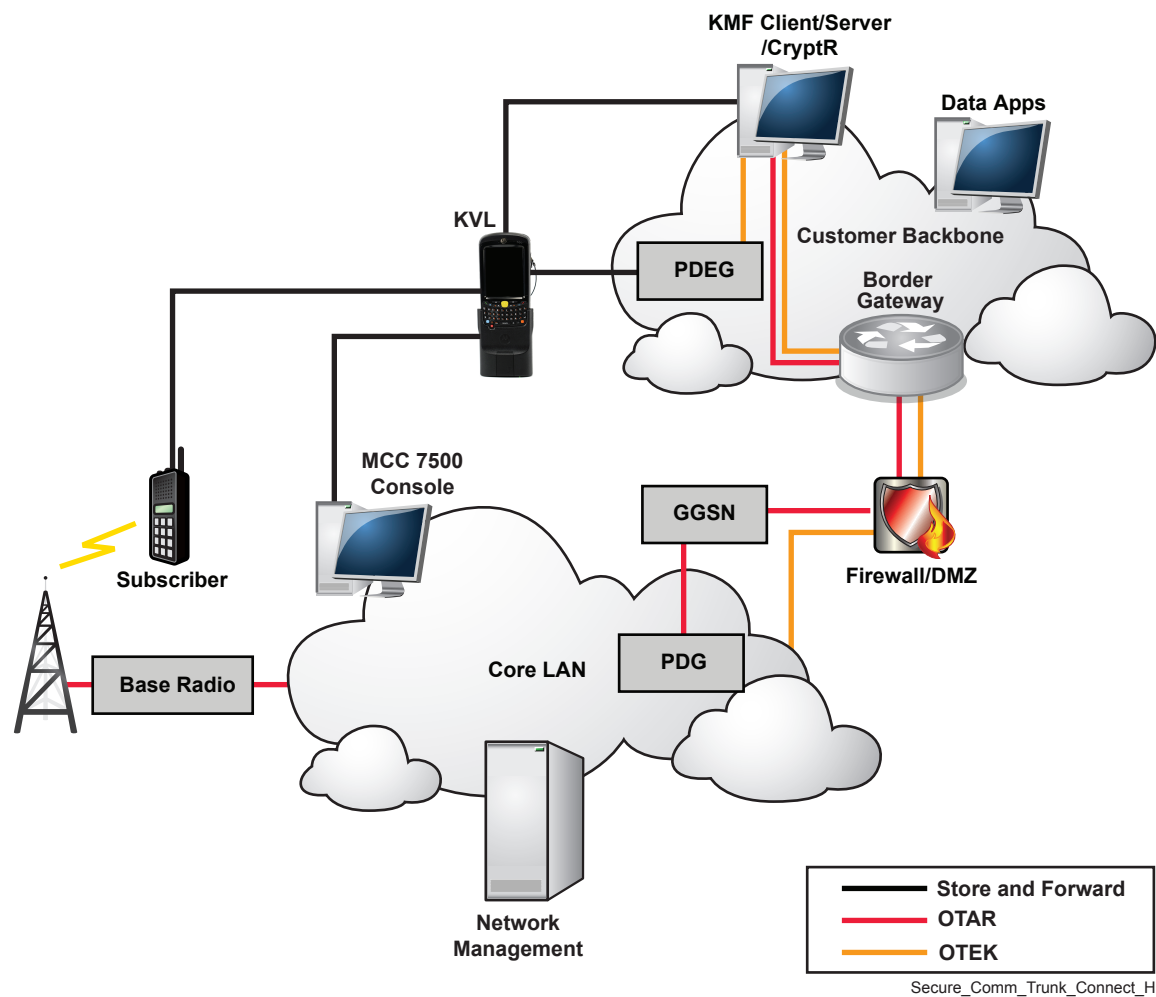 KMF Client/Server
/CryptR
Data Apps
KVL
Customer Backbone
PDEG
Border
Gateway
MCC 7500
Console
GGSN
Subscriber
Firewall/DMZ
Core LAN
PDG
Base Radio
Network
Management
Store and Forward
OTAR
OTEK
Secure_Comm_Trunk_Connect_H